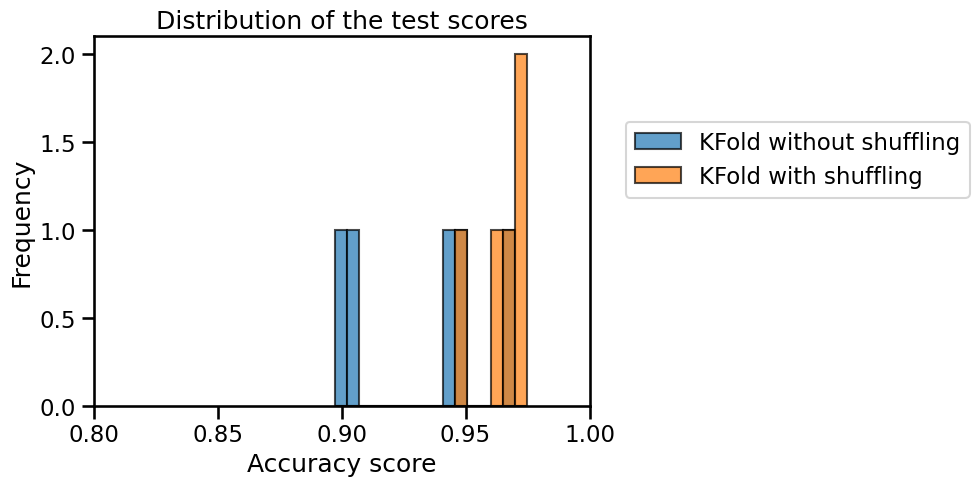 Distribution of the test scores
2.0
1.5
1.0
0.5
0.0
Frequency
0.80 0.85 0.90 0.95 1.00
Accuracy score
KFold without shuffling
KFold with shuffling